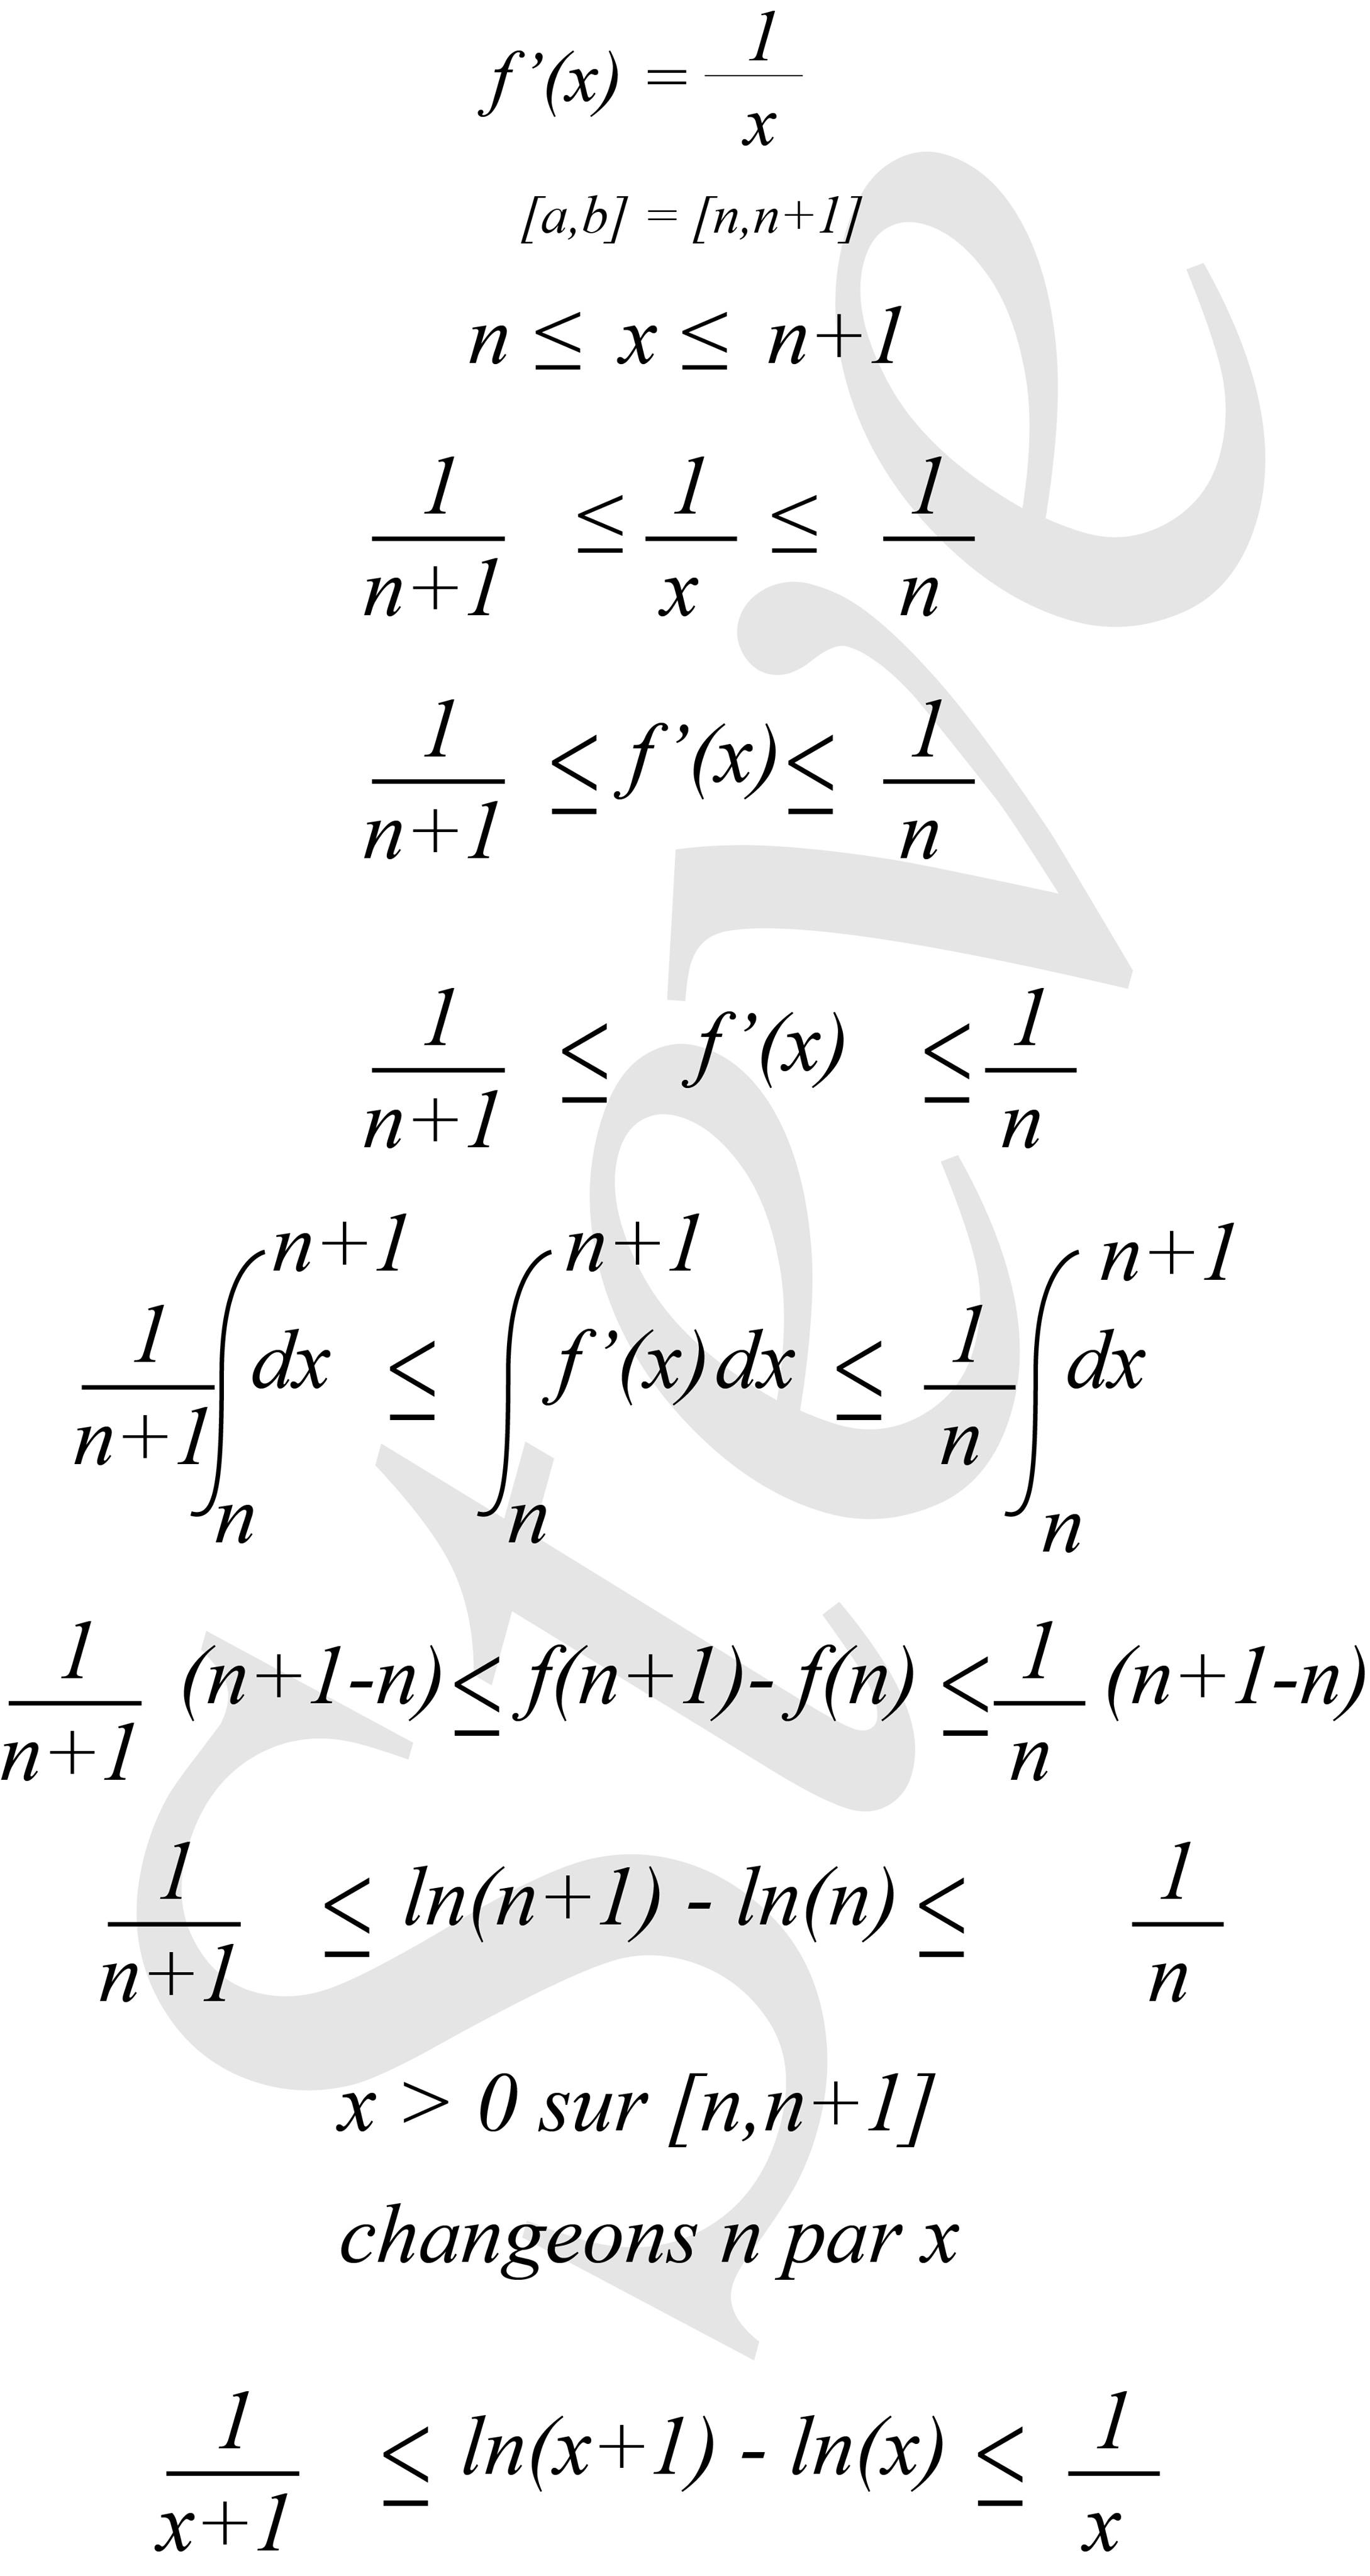 f’(x) = 1/x
[a,b] = [n,n+1]
n ≤ x ≤ n+1
1/(n+1) ≤ 1/x ≤ 1/n
1/(n+1) ≤ f’(x) ≤ 1/n
1/(n+1) ≤ f’(x) ≤ 1/n
1/(n+1) ∫_n^(n+1) dx ≤ ∫_n^(n+1) f’(x)dx ≤ 1/n ∫_n^(n+1) dx
1/(n+1) (n+1-n) ≤ f(n+1)- f(n) ≤ 1/n (n+1-n)
1/(n+1) ≤ ln(n+1) - ln(n) ≤ 1/n
x > 0 sur [n,n+1]
changeons n par x
1/(x+1) ≤ ln(x+1) - ln(x) ≤ 1/x
Steve